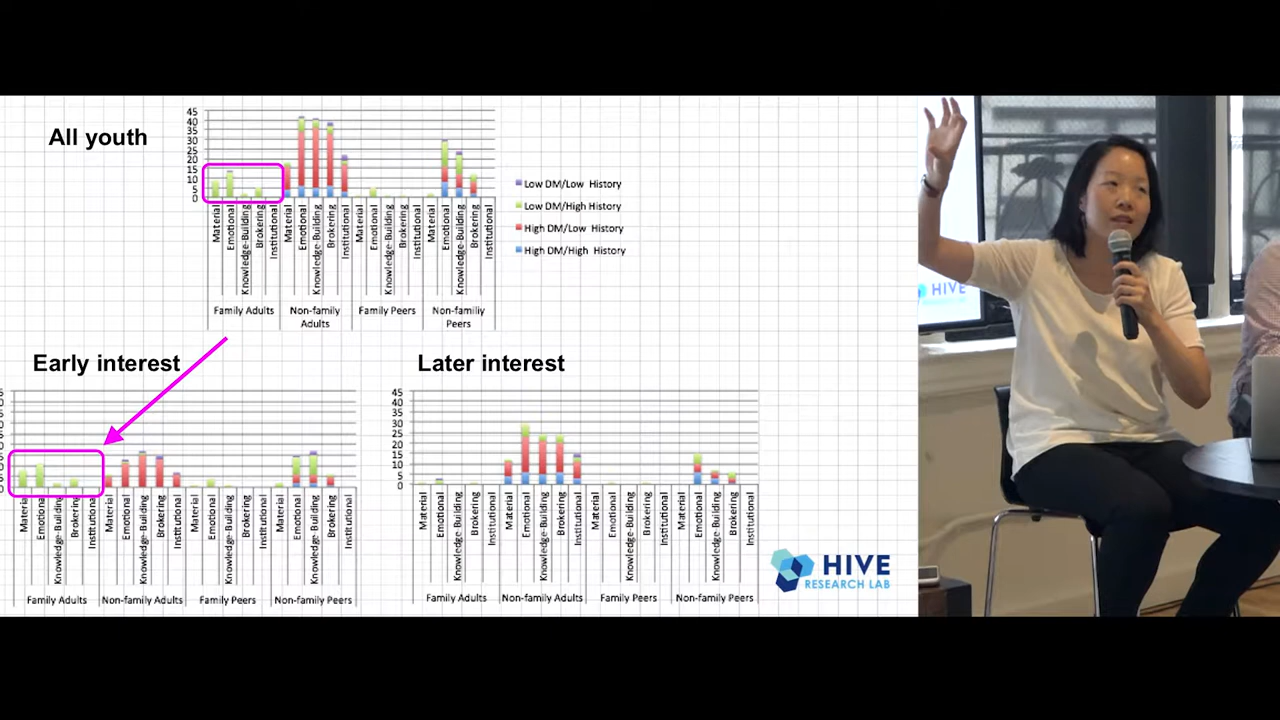 All youth
45
40
35
30
25
20
15
10
5
0
Material
Emotional
Knowledge-Building
Brokering
Institutional
Material
Emotional
Knowledge-Building
Brokering
Institutional
Material
Emotional
Knowledge-Building
Brokering
Institutional
Material
Emotional
Knowledge-Building
Brokering
Institutional
Family Adults
Non-family Adults
Family Peers
Non-familiy Peers
Low DM/Low History
Low DM/High History
High DM/Low History
High DM/High History
Early interest
Material
Emotional
Knowledge-Building
Brokering
Institutional
Material
Emotional
Knowledge-Building
Brokering
Institutional
Material
Emotional
Knowledge-Building
Brokering
Institutional
Material
Emotional
Knowledge-Building
Brokering
Institutional
Family Adults
Non-family Adults
Family Peers
Non-family Peers
Later interest
45
40
35
30
25
20
15
10
5
0
Material
Emotional
Knowledge-Building
Brokering
Institutional
Material
Emotional
Knowledge-Building
Brokering
Institutional
Material
Emotional
Knowledge-Building
Brokering
Institutional
Material
Emotional
Knowledge-Building
Brokering
Institutional
Family Adults
Non-family Adults
Family Peers
Non-family Peers
HIVE
RESEARCH LAB
HIVE